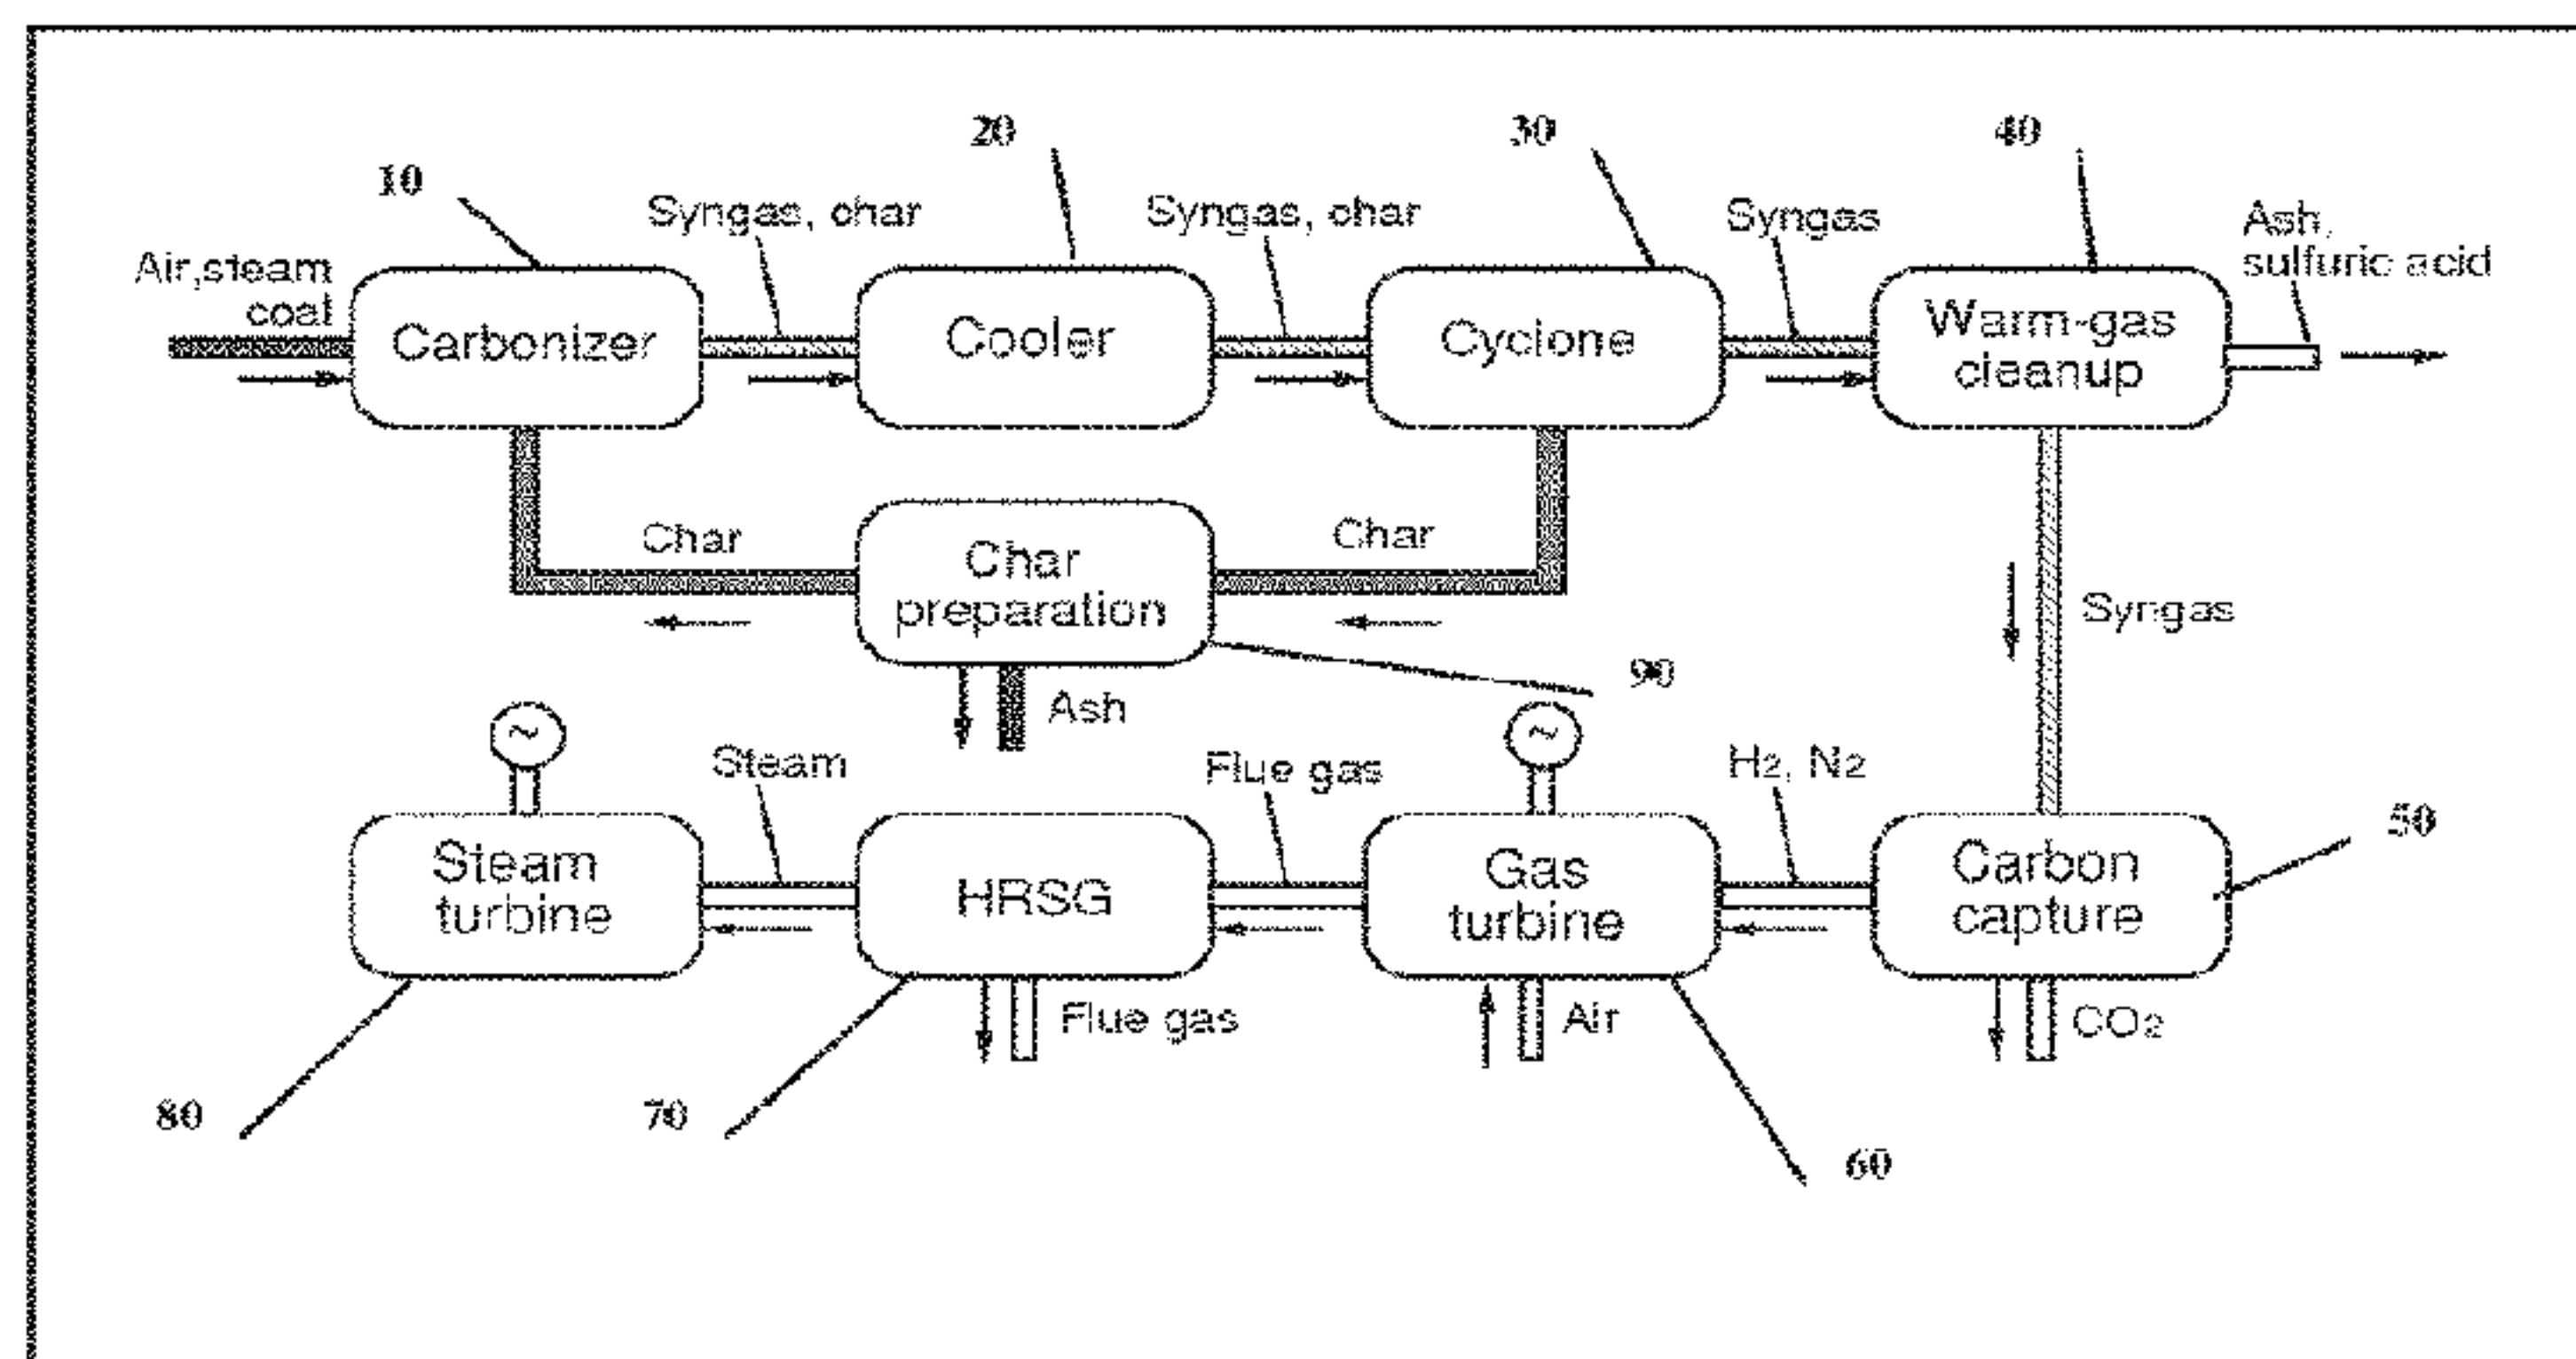 20
30
40
10
Syngas, char
Syngas, char
Syngas
Ash,
sulfuric acid
Air,steam
coal
Carbonizer
Cooler
Cyclone
Warm-gas
cleanup
Char
Char
Char
preparation
Syngas
90
Ash
~
~
Steam
Flue gas
H2, N2
50
Steam
turbine
HRSG
Gas
turbine
Carbon
capture
Flue gas
Air
CO2
80
70
60